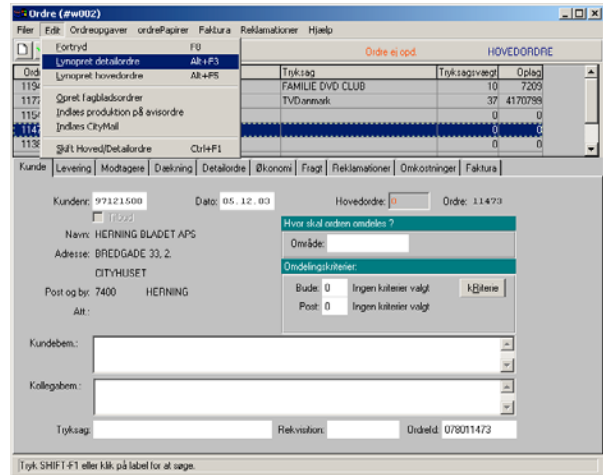 Ordre (#w002)
Filer Edit Ordreopgaver ordrePapirer Faktura Reklamationer Hjælp
Fortryd F8
Lynopret detailordre Alt+F3
Lynopret hovedordre Alt+F5
Opret fagbladsordrer
Indlæs produktion på avisordre
Indlæs CityMail
Skift Hoved/Detailordre Ctrl+F1
Ordre ej opd. HOVEDORDRE
Tryksag Tryksagsvægt Oplag
FAMILIE DVD CLUB 10 7209
TVDanmark 37 4170799
0 0
0 0
0 0
Kunde Levering Modtagere Dækning Detailordre Økonomi Fragt Reklamationer Omkostninger Faktura
Kundenr: 97121500 Dato: 05.12.03 Hovedordre: 0 Ordre: 11473
Tilbud
Navn: HERNING BLADET APS
Adresse: BREDGADE 33, 2.
CITYHUSET
Post og by: 7400 HERNING
Att.:
Hvor skal ordren omdeles ?
Område:
Omdelingskriterier:
Bude: 0 Ingen kriterier valgt kRiterie
Post: 0 Ingen kriterier valgt
Kundebem.:
Kollegabem.:
Tryksag: Rekvisition: OrdreId: 078011473
Tryk SHIFT-F1 eller klik på label for at søge.